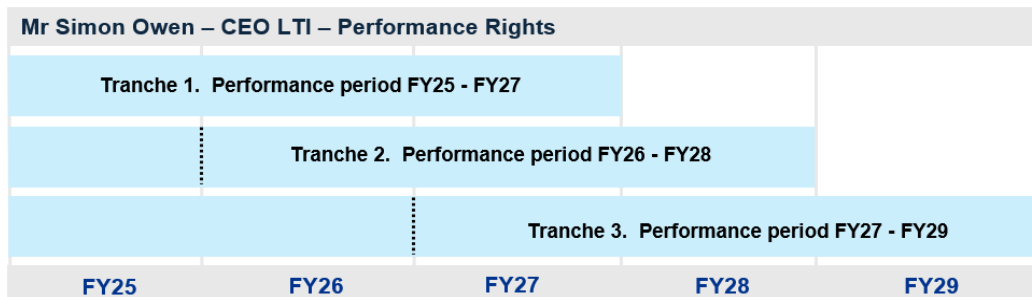 Mr Simon Owen – CEO LTI – Performance Rights
Tranche 1. Performance period FY25 - FY27
Tranche 2. Performance period FY26 - FY28
Tranche 3. Performance period FY27 - FY29
FY25 FY26 FY27 FY28 FY29